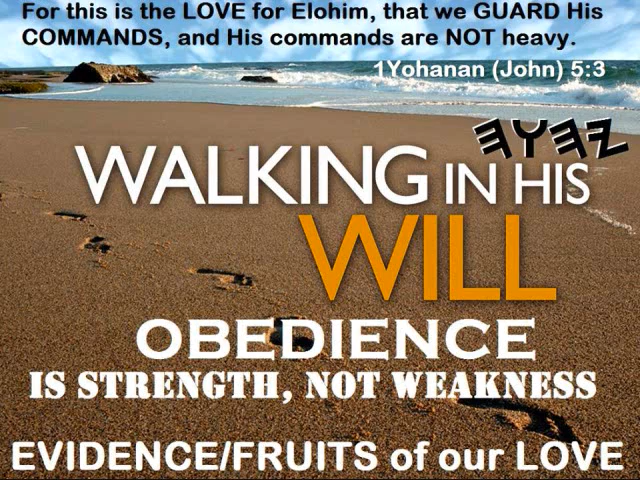 For this is the LOVE for Elohim, that we GUARD His
COMMANDS, and His commands are NOT heavy.
1Yohanan (John) 5:3
𐤉𐤄𐤅𐤄
WALKING IN HIS
WILL
OBEDIENCE
IS STRENGTH, NOT WEAKNESS
EVIDENCE/FRUITS of our LOVE